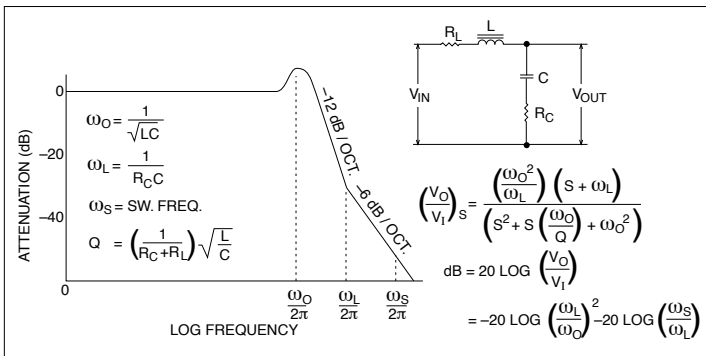 ATTENUATION (dB)
0
–20
–40
ω_O = 1/√LC
ω_L = 1/R_C C
ω_S = SW. FREQ.
Q = (1/R_C+R_L) √L/C
–12 dB / OCT.
–6 dB / OCT.
0
ω_O/2π
ω_L/2π
ω_S/2π
LOG FREQUENCY
R_L
L
C
R_C
V_IN
V_OUT
(V_O/V_I)_S = (ω_O²/ω_L) (S + ω_L) / (S² + S (ω_O/Q) + ω_O²)
dB = 20 LOG (V_O/V_I)
= –20 LOG (ω_L/ω_O)² –20 LOG (ω_S/ω_L)